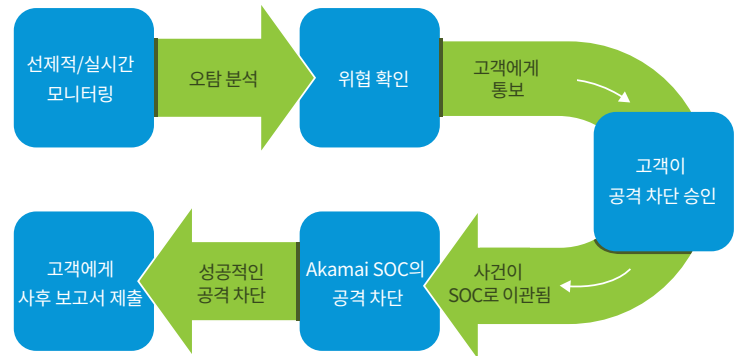 선제적/실시간
모니터링
오탐 분석
위협 확인
고객에게
통보
고객이
공격 차단 승인
사건이
SOC로 이관됨
Akamai SOC의
공격 차단
성공적인
공격 차단
고객에게
사후 보고서 제출